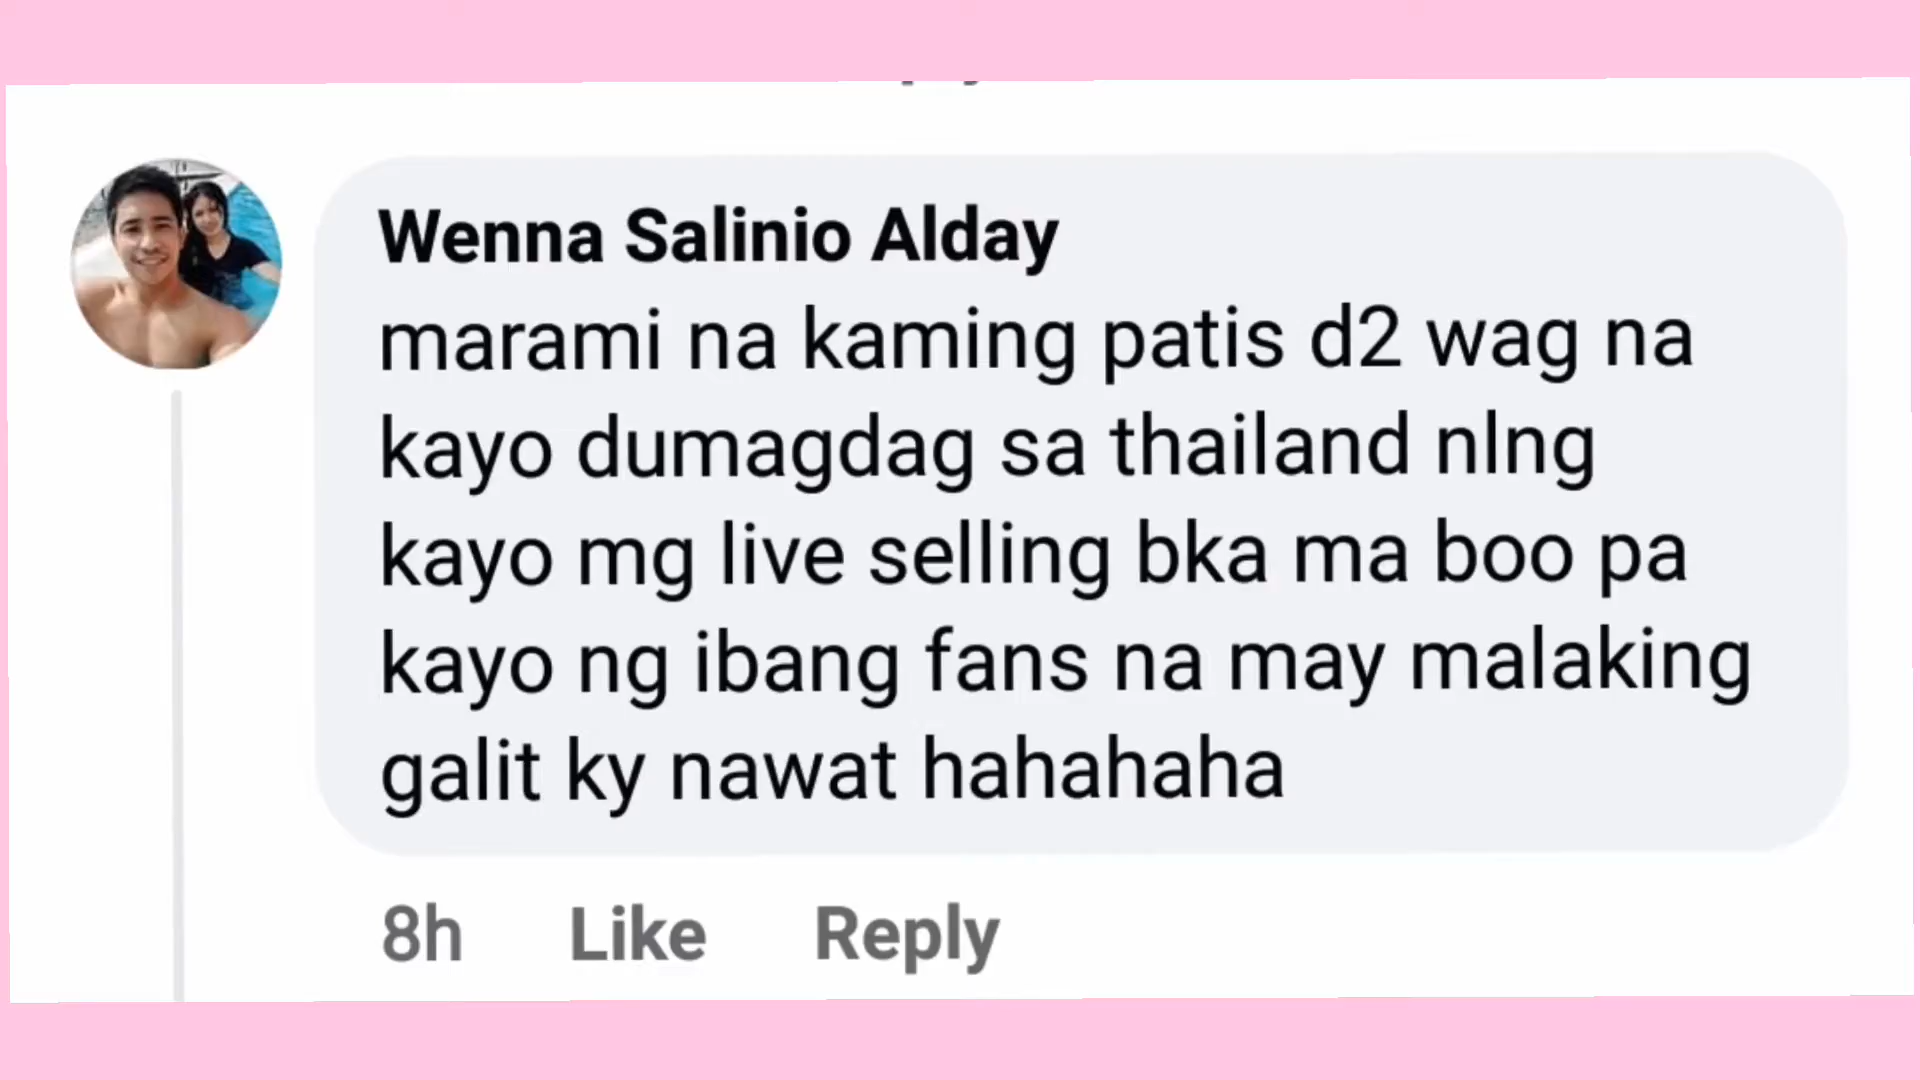 Wenna Salinio Alday
marami na kaming patis d2 wag na
kayo dumagdag sa thailand nlng
kayo mg live selling bka ma boo pa
kayo ng ibang fans na may malaking
galit ky nawat hahahaha
8h Like Reply